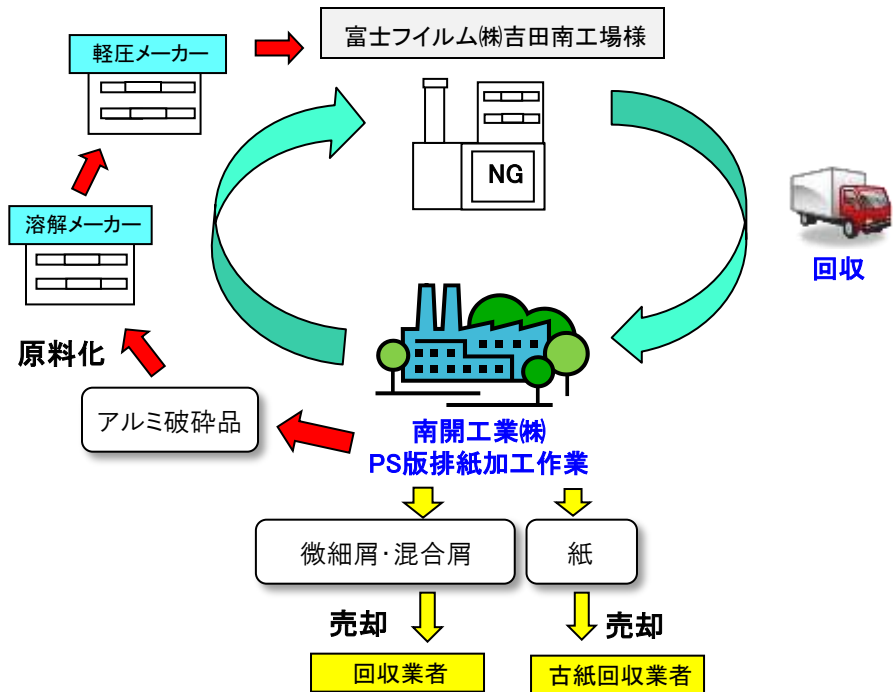 軽圧メーカー
富士フイルム㈱吉田南工場様
NG
溶解メーカー
回収
原料化
アルミ破砕品
南開工業㈱
PS版排紙加工作業
微細屑・混合屑
紙
売却
売却
回収業者
古紙回収業者